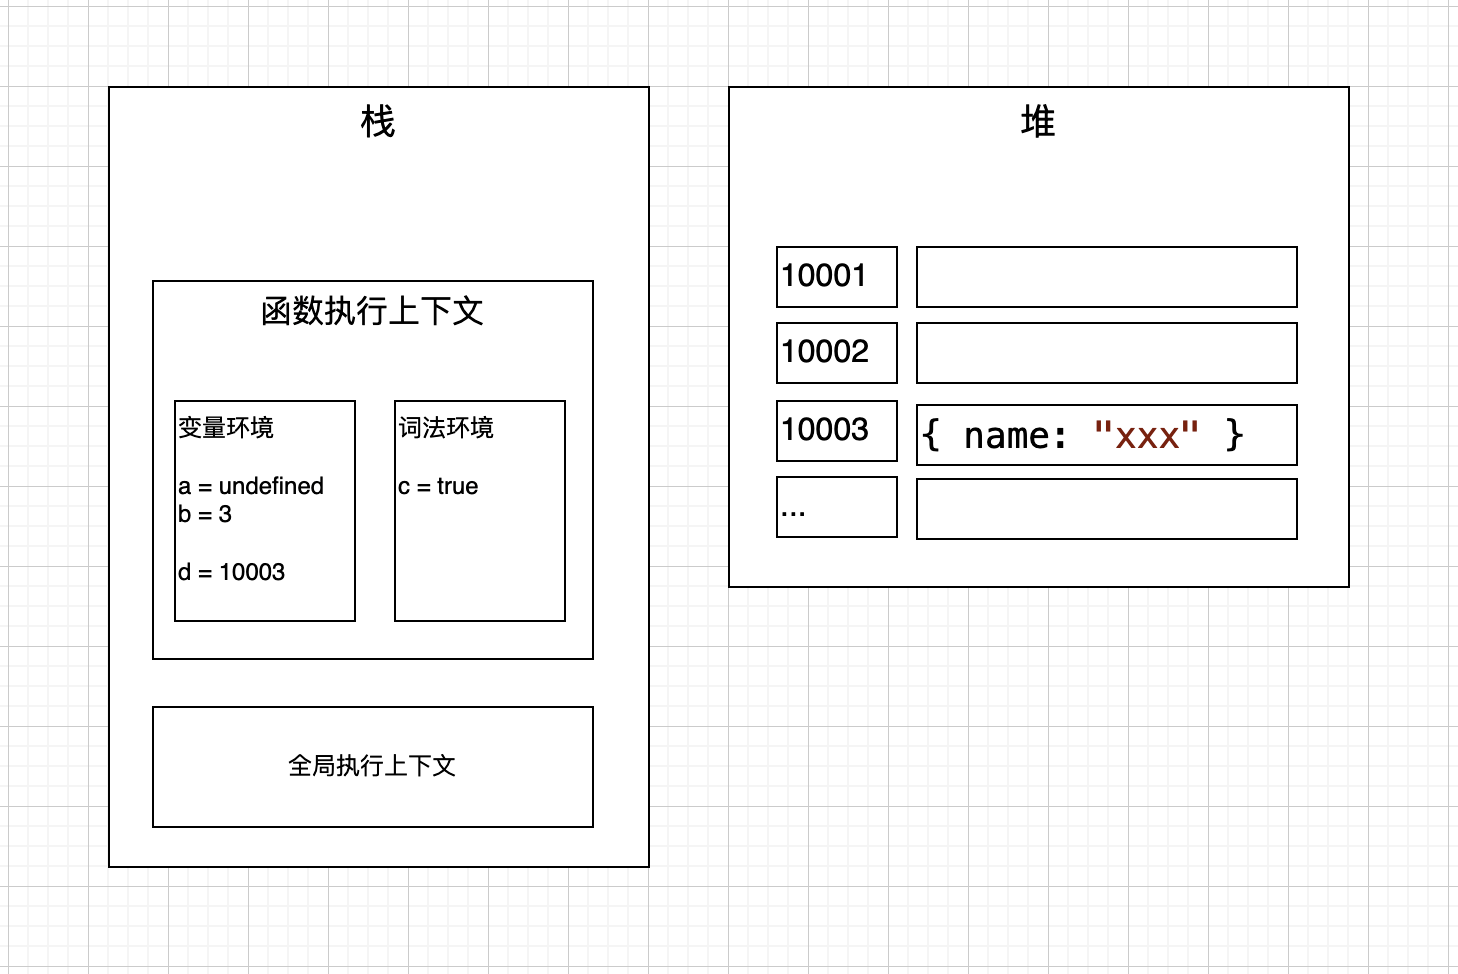 栈
函数执行上下文
变量环境
a = undefined
b = 3
d = 10003
词法环境
c = true
全局执行上下文
堆
10001
10002
10003
{ name: "xxx" }
...